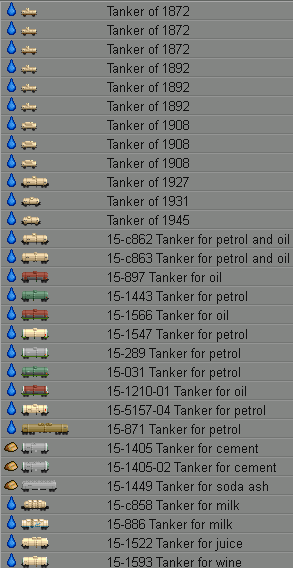 Tanker of 1872
Tanker of 1872
Tanker of 1872
Tanker of 1892
Tanker of 1892
Tanker of 1892
Tanker of 1908
Tanker of 1908
Tanker of 1908
Tanker of 1927
Tanker of 1931
Tanker of 1945
15-c862 Tanker for petrol and oil
15-c863 Tanker for petrol and oil
15-897 Tanker for oil
15-1443 Tanker for petrol
15-1566 Tanker for oil
15-1547 Tanker for petrol
15-289 Tanker for petrol
15-031 Tanker for petrol
15-1210-01 Tanker for oil
15-5157-04 Tanker for petrol
15-871 Tanker for petrol
15-1405 Tanker for cement
15-1405-02 Tanker for cement
15-1449 Tanker for soda ash
15-c858 Tanker for milk
15-886 Tanker for milk
15-1522 Tanker for juice
15-1593 Tanker for wine